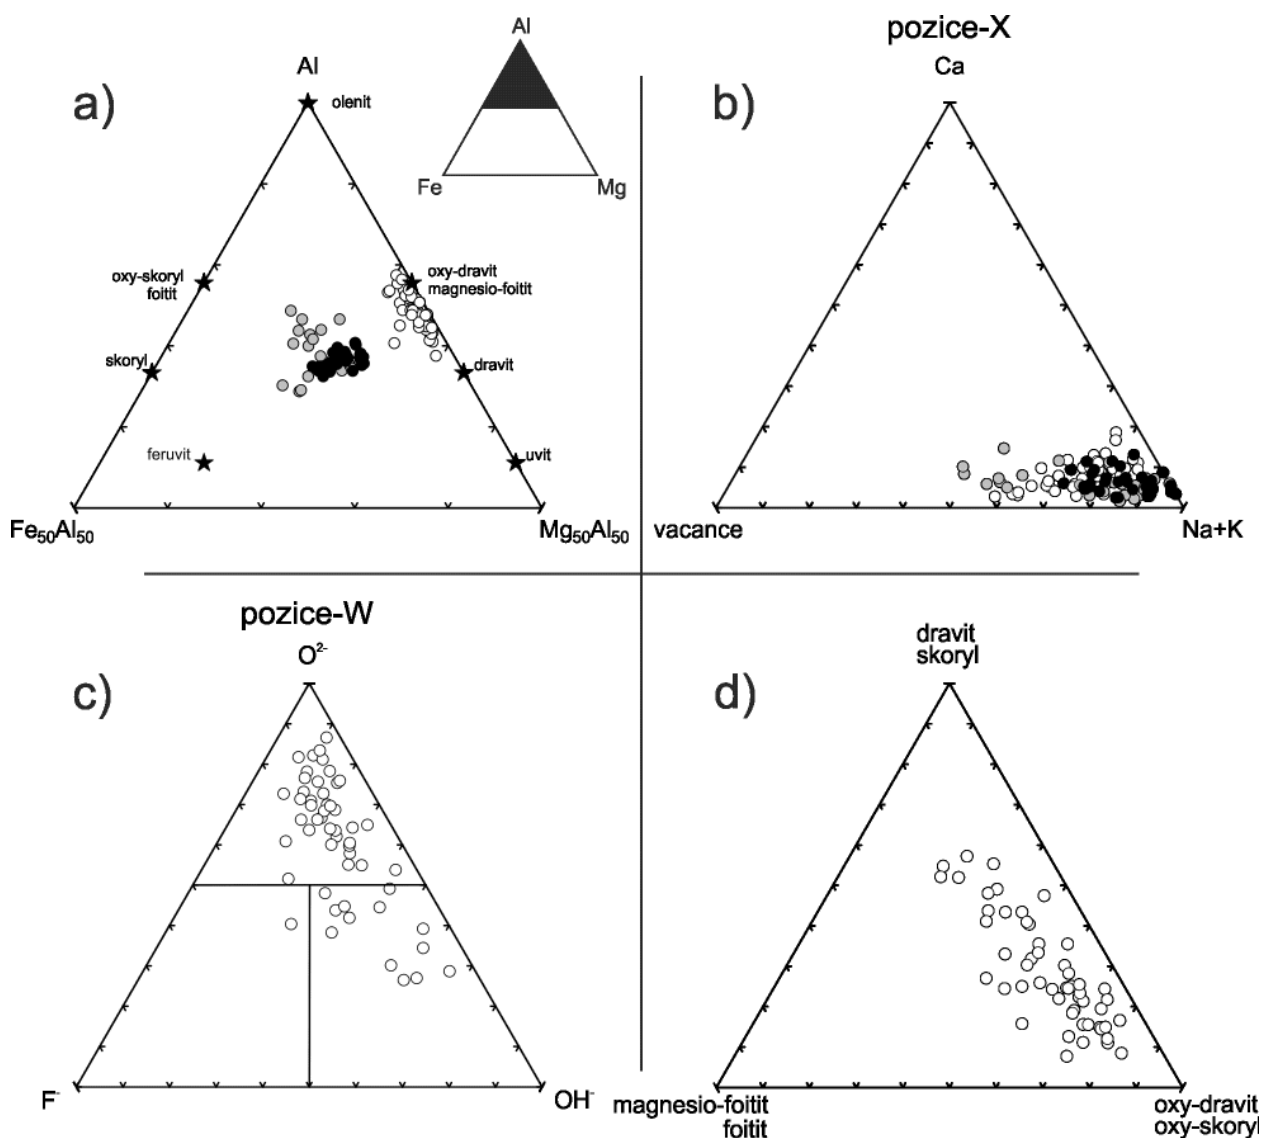 a)
Al
olenit
oxy-skoryl
foitit
oxy-dravit
magnesio-foitit
skoryl
dravit
feruvit
uvit
Fe₅₀Al₅₀
Mg₅₀Al₅₀
Al
Fe
Mg
pozice-X
b)
Ca
vacance
Na+K
pozice-W
c)
O²⁻
F⁻
OH⁻
d)
dravit
skoryl
magnesio-foitit
foitit
oxy-dravit
oxy-skoryl